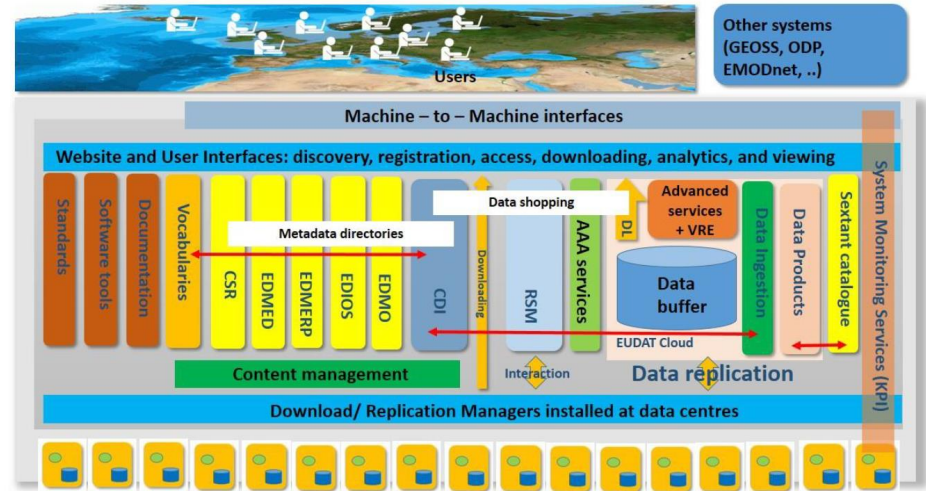 Users
Other systems
(GEOSS, ODP,
EMODnet, ..)
Machine – to – Machine interfaces
Website and User Interfaces: discovery, registration, access, downloading, analytics, and viewing
System Monitoring Services (KPI)
Standards
Software tools
Documentation
Vocabularies
Metadata directories
CSR
EDMED
EDMERP
EDIOS
EDMO
CDI
Data shopping
Downloading
RSM
AAA services
DL
Advanced
services
+ VRE
Data
buffer
EUDAT Cloud
Data Ingestion
Data Products
Sextant catalogue
Content management
Interaction
Data replication
Download/ Replication Managers installed at data centres